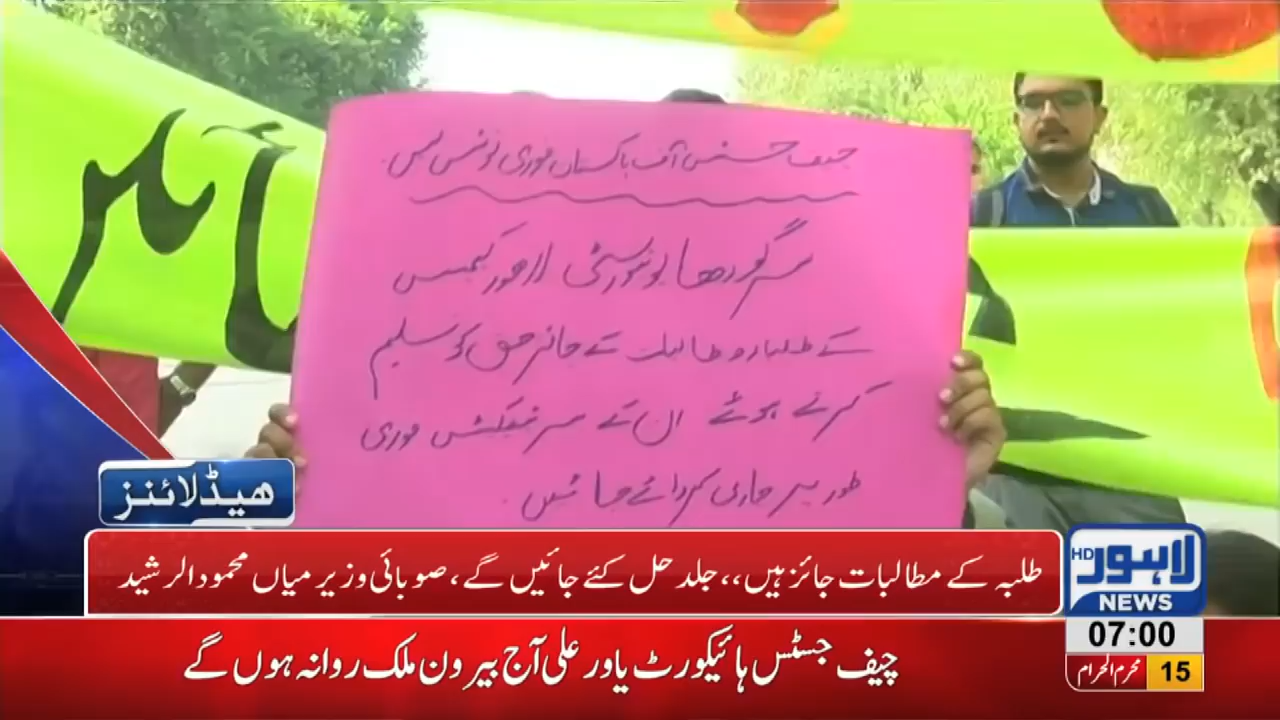 چیف جسٹس آف پاکستان فوری نوٹس لیں.
سرگودھا یونیورسٹی لاہور کیمپس
کے طلباء و طالبات کے جائز حق کو تسلیم
کرتے ہوئے ان کے سرٹیفکیٹس فوری
طور پر جاری کروائے جائیں.
ھیڈلائنز
طلبہ کے مطالبات جائز ہیں،، جلد حل کئے جائیں گے، صوبائی وزیر میاں محمود الرشید
HD لاہور
NEWS
07:00
محرم الحرام 15
چیف جسٹس ہائیکورٹ یاور علی آج بیرون ملک روانہ ہوں گے